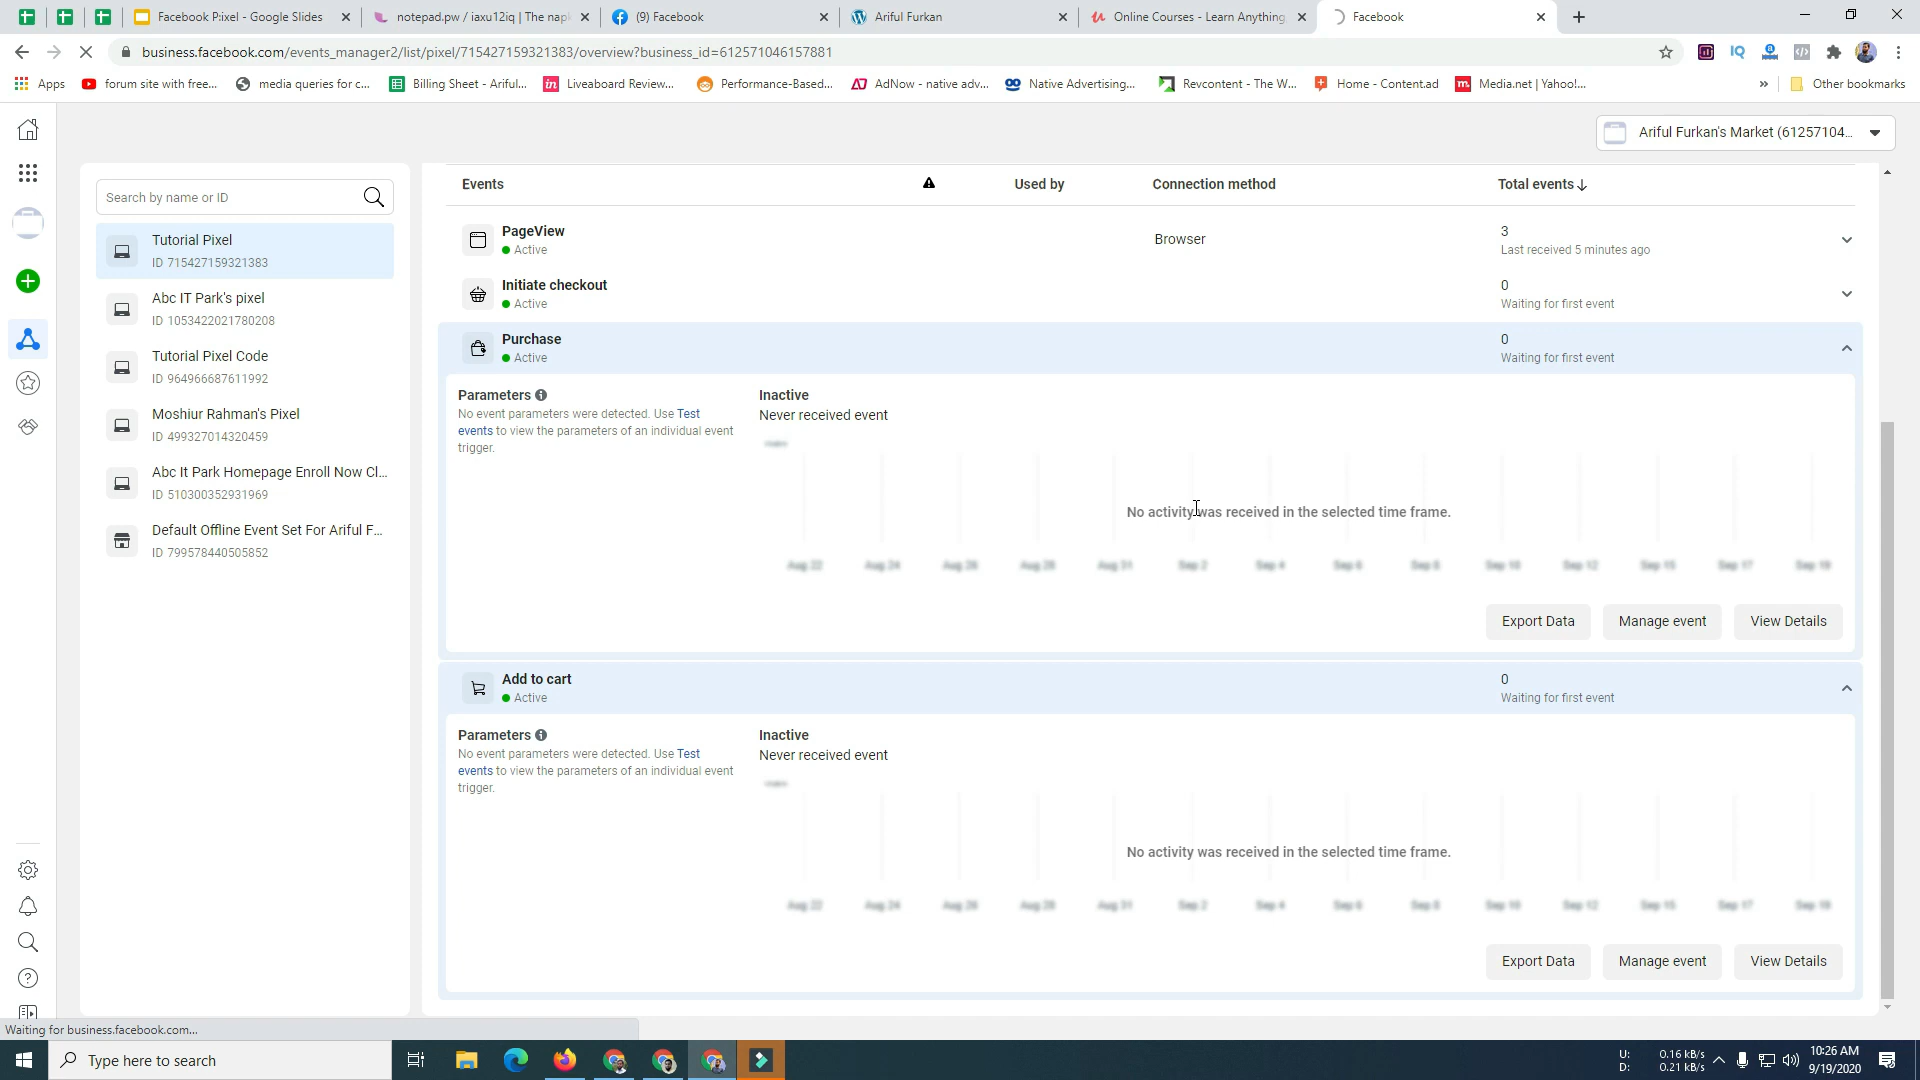 Facebook P:ixel - Google Slides
notepad.pw / iaxu12iq | The nap
(9) Facebook
Ariful Furkan
Online Courses - Learn Anything
Facebook
business.facebook.com/events_manager2/list/pixel/715427159321383/overview?business_id=612571046157881
Apps
forum site with free...
media queries for c...
Billing Sheet - Ariful...
Liveaboard Review...
Performance-Based...
AdNow - native adv...
Native Advertising...
Revcontent - The W...
Home - Content.ad
Media.net | Yahoo!...
»
Other bookmarks
Ariful Furkan's Market (61257104...
Search by name or ID
Tutorial Pixel
ID 715427159321383
Abc IT Park's pixel
ID 1053422021780208
Tutorial Pixel Code
ID 964966687611992
Moshiur Rahman's Pixel
ID 499327014320459
Abc It Park Homepage Enroll Now Cl...
ID 510300352931969
Default Offline Event Set For Ariful F...
ID 799578440505852
Events
Used by
Connection method
Total events
PageView
Active
Browser
3
Last received 5 minutes ago
Initiate checkout
Active
0
Waiting for first event
Purchase
Active
0
Waiting for first event
Parameters
No event parameters were detected. Use Test
events to view the parameters of an individual event
trigger.
Inactive
Never received event
No activity was received in the selected time frame.
Aug 22 Aug 24 Aug 26 Aug 28 Aug 31 Sep 2 Sep 4 Sep 6 Sep 8 Sep 10 Sep 12 Sep 15 Sep 17 Sep 19
Export Data
Manage event
View Details
Add to cart
Active
0
Waiting for first event
Parameters
No event parameters were detected. Use Test
events to view the parameters of an individual event
trigger.
Inactive
Never received event
No activity was received in the selected time frame.
Aug 22 Aug 24 Aug 26 Aug 28 Aug 31 Sep 2 Sep 4 Sep 6 Sep 8 Sep 10 Sep 12 Sep 15 Sep 17 Sep 19
Export Data
Manage event
View Details
Waiting for business.facebook.com...
Type here to search
U: 0.16 kB/s
D: 0.21 kB/s
10:26 AM
9/19/2020